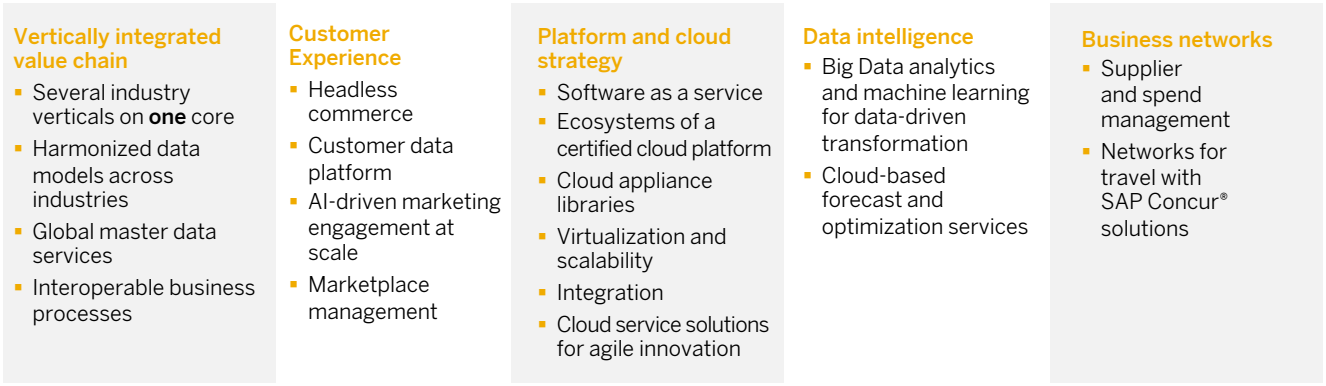 Vertically integrated
value chain
▪ Several industry
verticals on one core
▪ Harmonized data
models across
industries
▪ Global master data
services
▪ Interoperable business
processes
Customer
Experience
▪ Headless
commerce
▪ Customer data
platform
▪ AI-driven marketing
engagement at
scale
▪ Marketplace
management
Platform and cloud
strategy
▪ Software as a service
▪ Ecosystems of a
certified cloud platform
▪ Cloud appliance
libraries
▪ Virtualization and
scalability
▪ Integration
▪ Cloud service solutions
for agile innovation
Data intelligence
▪ Big Data analytics
and machine learning
for data-driven
transformation
▪ Cloud-based
forecast and
optimization services
Business networks
▪ Supplier
and spend
management
▪ Networks for
travel with
SAP Concur®
solutions